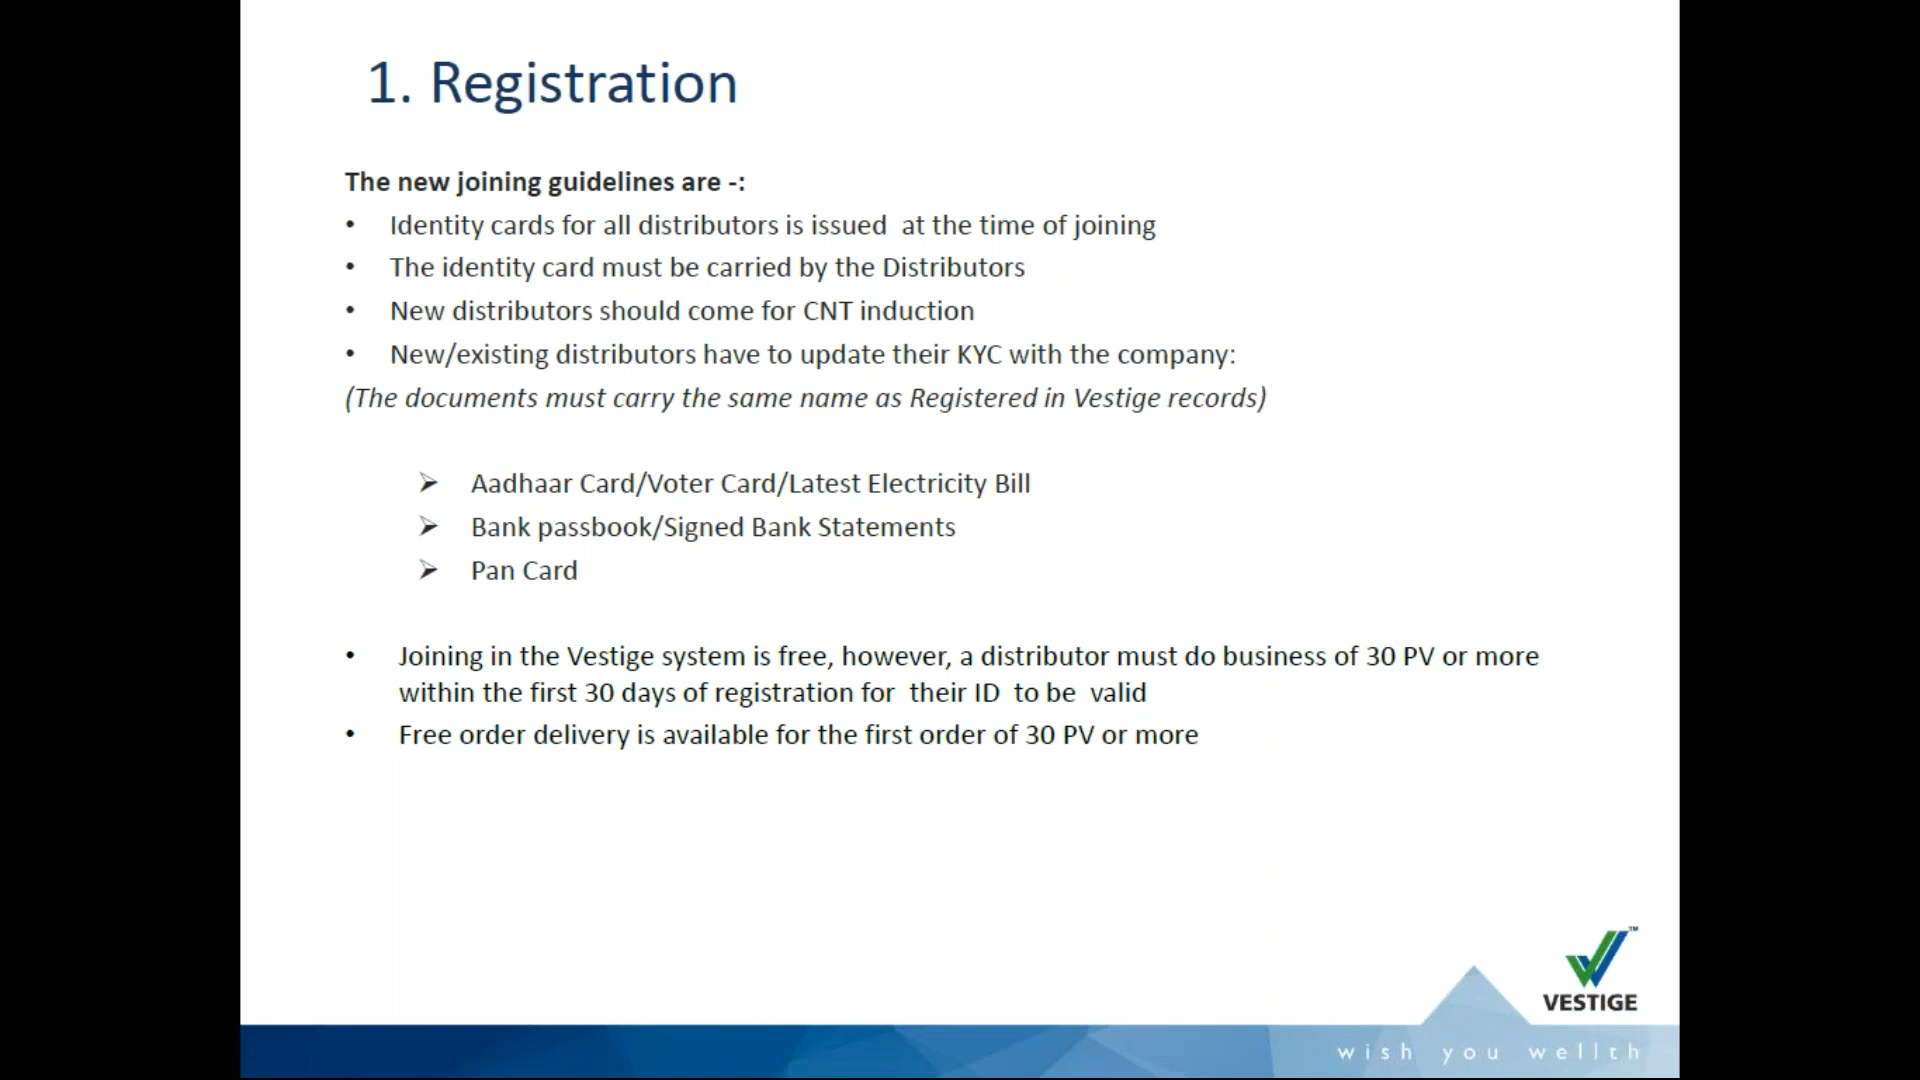 1. Registration
The new joining guidelines are -:
• Identity cards for all distributors is issued at the time of joining
• The identity card must be carried by the Distributors
• New distributors should come for CNT induction
• New/existing distributors have to update their KYC with the company:
(The documents must carry the same name as Registered in Vestige records)
➢ Aadhaar Card/Voter Card/Latest Electricity Bill
➢ Bank passbook/Signed Bank Statements
➢ Pan Card
• Joining in the Vestige system is free, however, a distributor must do business of 30 PV or more
within the first 30 days of registration for their ID to be valid
• Free order delivery is available for the first order of 30 PV or more
TM
VESTIGE
wish you wellth